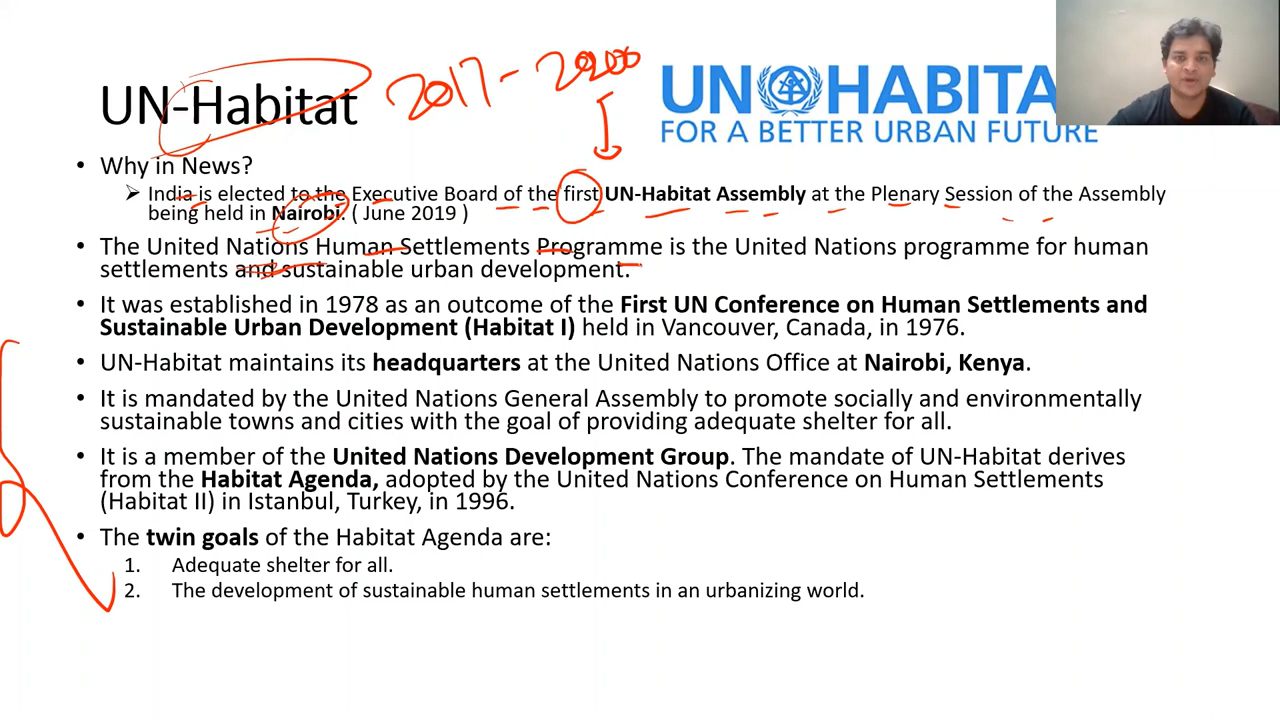 UN-Habitat
2017-
UN HABITA
FOR A BETTER URBAN FUTURE
• Why in News?
➢ India is elected to the Executive Board of the first UN-Habitat Assembly at the Plenary Session of the Assembly
being held in Nairobi. ( June 2019 )
• The United Nations Human Settlements Programme is the United Nations programme for human
settlements and sustainable urban development.
• It was established in 1978 as an outcome of the First UN Conference on Human Settlements and
Sustainable Urban Development (Habitat I) held in Vancouver, Canada, in 1976.
• UN-Habitat maintains its headquarters at the United Nations Office at Nairobi, Kenya.
• It is mandated by the United Nations General Assembly to promote socially and environmentally
sustainable towns and cities with the goal of providing adequate shelter for all.
• It is a member of the United Nations Development Group. The mandate of UN-Habitat derives
from the Habitat Agenda, adopted by the United Nations Conference on Human Settlements
(Habitat II) in Istanbul, Turkey, in 1996.
• The twin goals of the Habitat Agenda are:
1. Adequate shelter for all.
2. The development of sustainable human settlements in an urbanizing world.